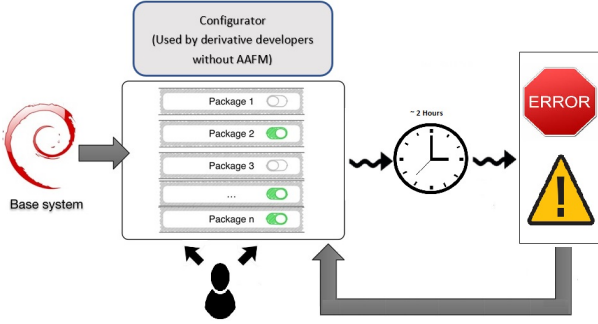 Configurator
(Used by derivative developers
without AAFM)
Package 1
Package 2
Package 3
...
Package n
Base system
~ 2 Hours
ERROR
!